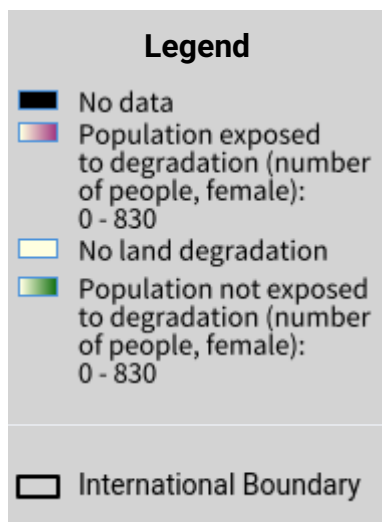 Legend
No data
Population exposed
to degradation (number
of people, female):
0 - 830
No land degradation
Population not exposed
to degradation (number
of people, female):
0 - 830
International Boundary